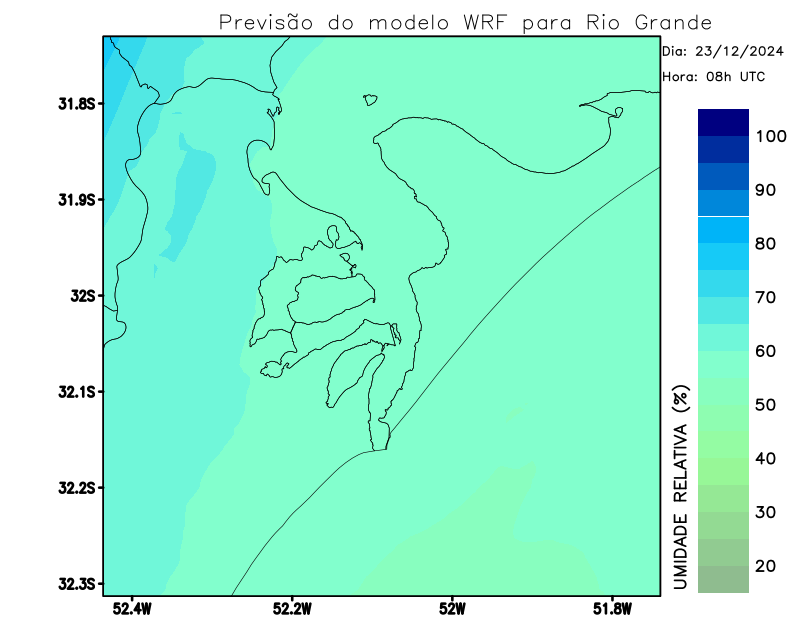 Previsão do modelo WRF para Rio Grande
Dia: 23/12/2024
Hora: 08h UTC
31.8S
31.9S
32S
32.1S
32.2S
32.3S
52.4W
52.2W
52W
51.8W
100
90
80
70
60
50
40
30
20
UMIDADE RELATIVA (%)